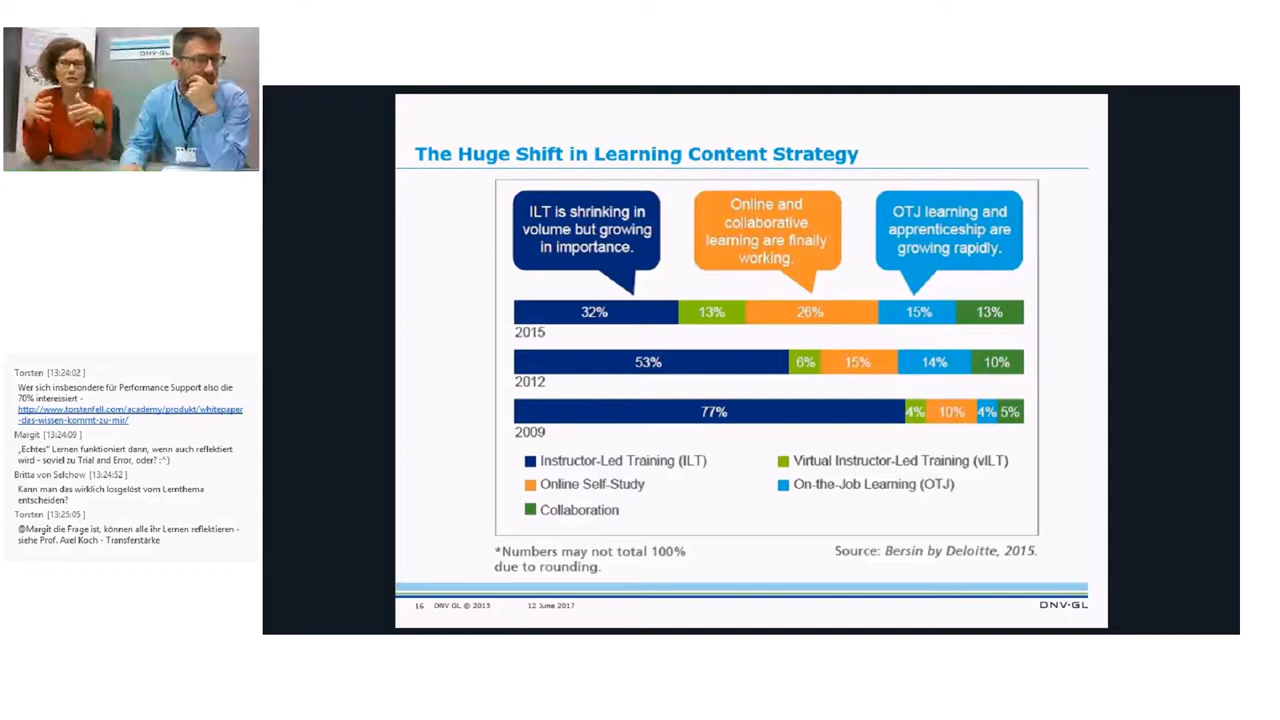 DNV·GL
The Huge Shift in Learning Content Strategy
ILT is shrinking in
volume but growing
in importance.
Online and
collaborative
learning are finally
working.
OTJ learning and
apprenticeship are
growing rapidly.
32% 13% 26% 15% 13%
2015
53% 6% 15% 14% 10%
2012
77% 4% 10% 4% 5%
2009
Instructor-Led Training (ILT) Virtual Instructor-Led Training (vILT)
Online Self-Study On-the-Job Learning (OTJ)
Collaboration
*Numbers may not total 100%
due to rounding.
Source: Bersin by Deloitte, 2015.
16 DNV GL © 2013 12 June 2017 DNV·GL
Torsten [13:24:02 ]
Wer sich insbesondere für Performance Support also die
70% interessiert -
http://www.torstenfell.com/academy/produkt/whitepaper
-das-wissen-kommt-zu-mir/
Margit [13:24:09 ]
„Echtes" Lernen funktioniert dann, wenn auch reflektiert
wird - soviel zu Trial and Error, oder? :^)
Britta von Selchow [13:24:52 ]
Kann man das wirklich losgelöst vom Lernthema
entscheiden?
Torsten [13:25:05 ]
@Margit die Frage ist, können alle ihr Lernen reflektieren -
siehe Prof. Axel Koch - Transferstärke